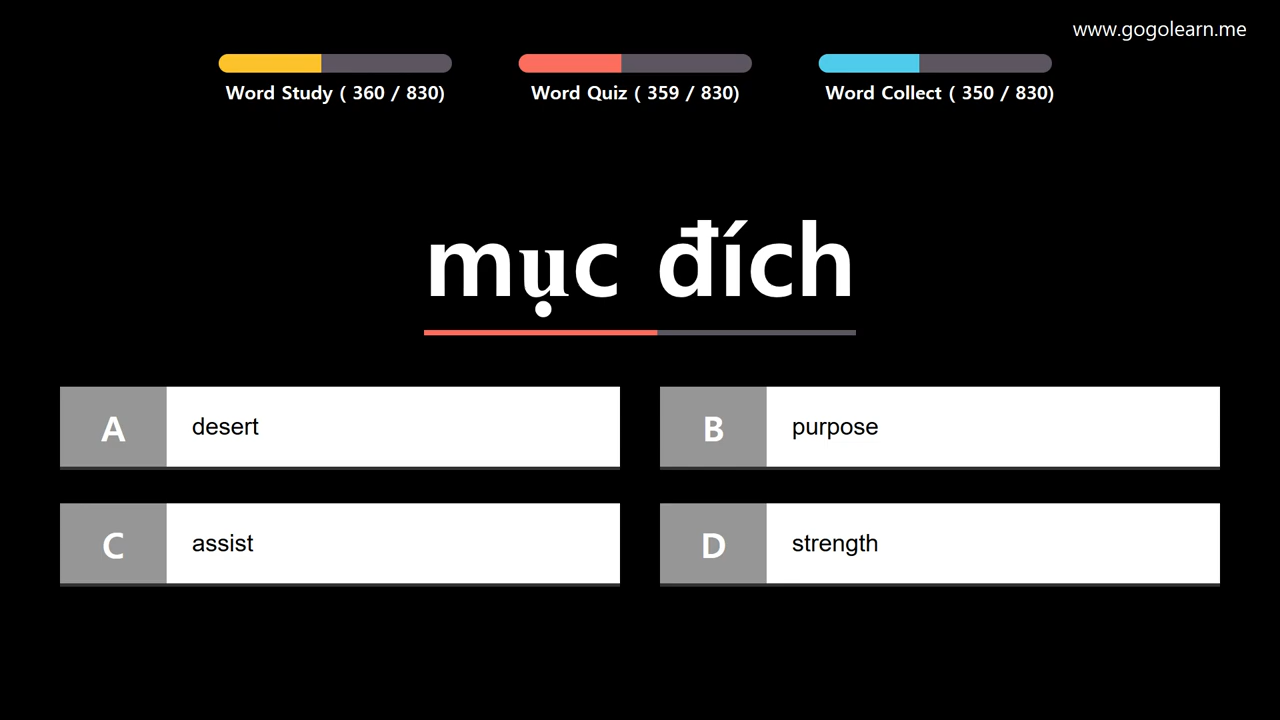 www.gogolearn.me
Word Study ( 360 / 830)
Word Quiz ( 359 / 830)
Word Collect ( 350 / 830)
mục đích
A desert
B purpose
C assist
D strength